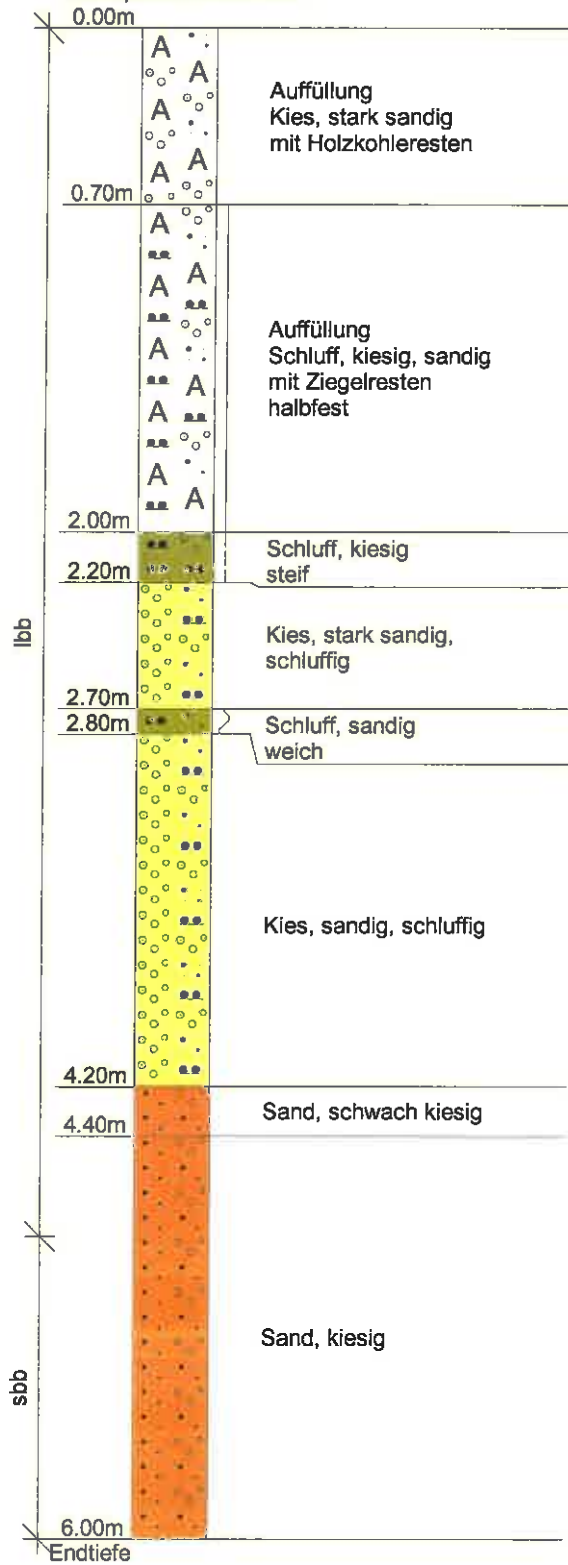 0.00m
Auffüllung
Kies, stark sandig
mit Holzkohleresten
0.70m
Auffüllung
Schluff, kiesig, sandig
mit Ziegelresten
halbfest
2.00m
Schluff, kiesig
steif
2.20m
Kies, stark sandig,
schluffig
2.70m
2.80m
Schluff, sandig
weich
lbb
Kies, sandig, schluffig
4.20m
Sand, schwach kiesig
4.40m
Sand, kiesig
sbb
6.00m
Endtiefe
A
A
A
A
A
A
A
A
A
A
A
A
A
A